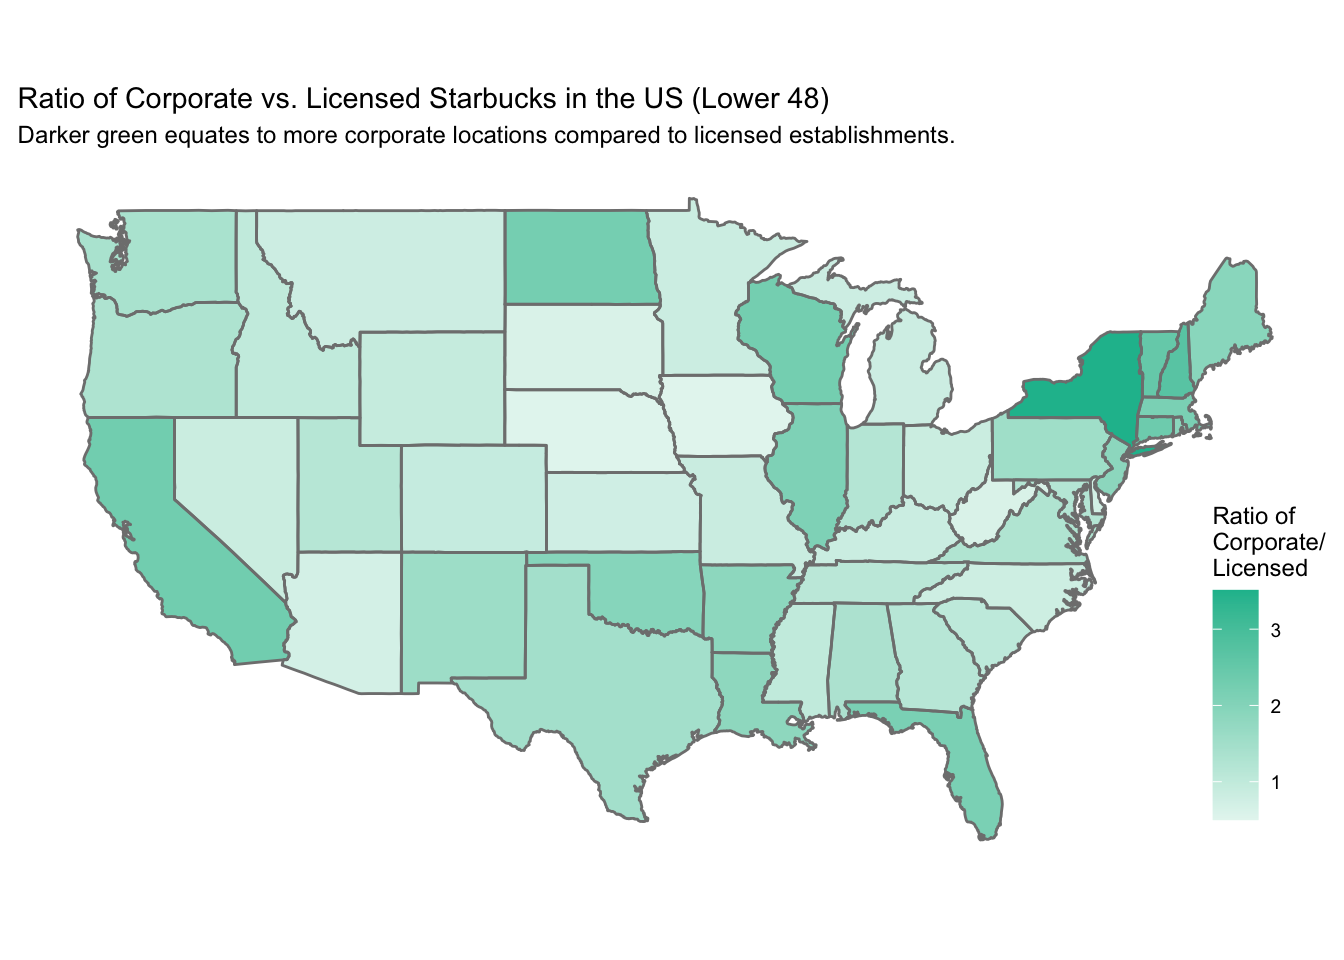 Ratio of Corporate vs. Licensed Starbucks in the US (Lower 48)
Darker green equates to more corporate locations compared to licensed establishments.
Ratio of
Corporate/
Licensed
3
2
1